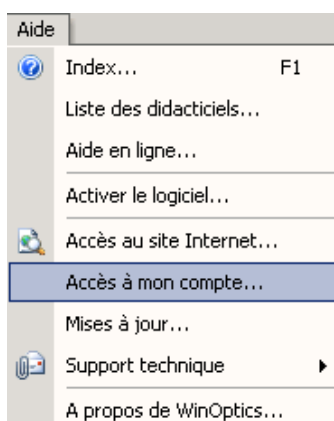 Aide
Index... F1
Liste des didacticiels...
Aide en ligne...
Activer le logiciel...
Accès au site Internet...
Accès à mon compte...
Mises à jour...
Support technique
A propos de WinOptics...